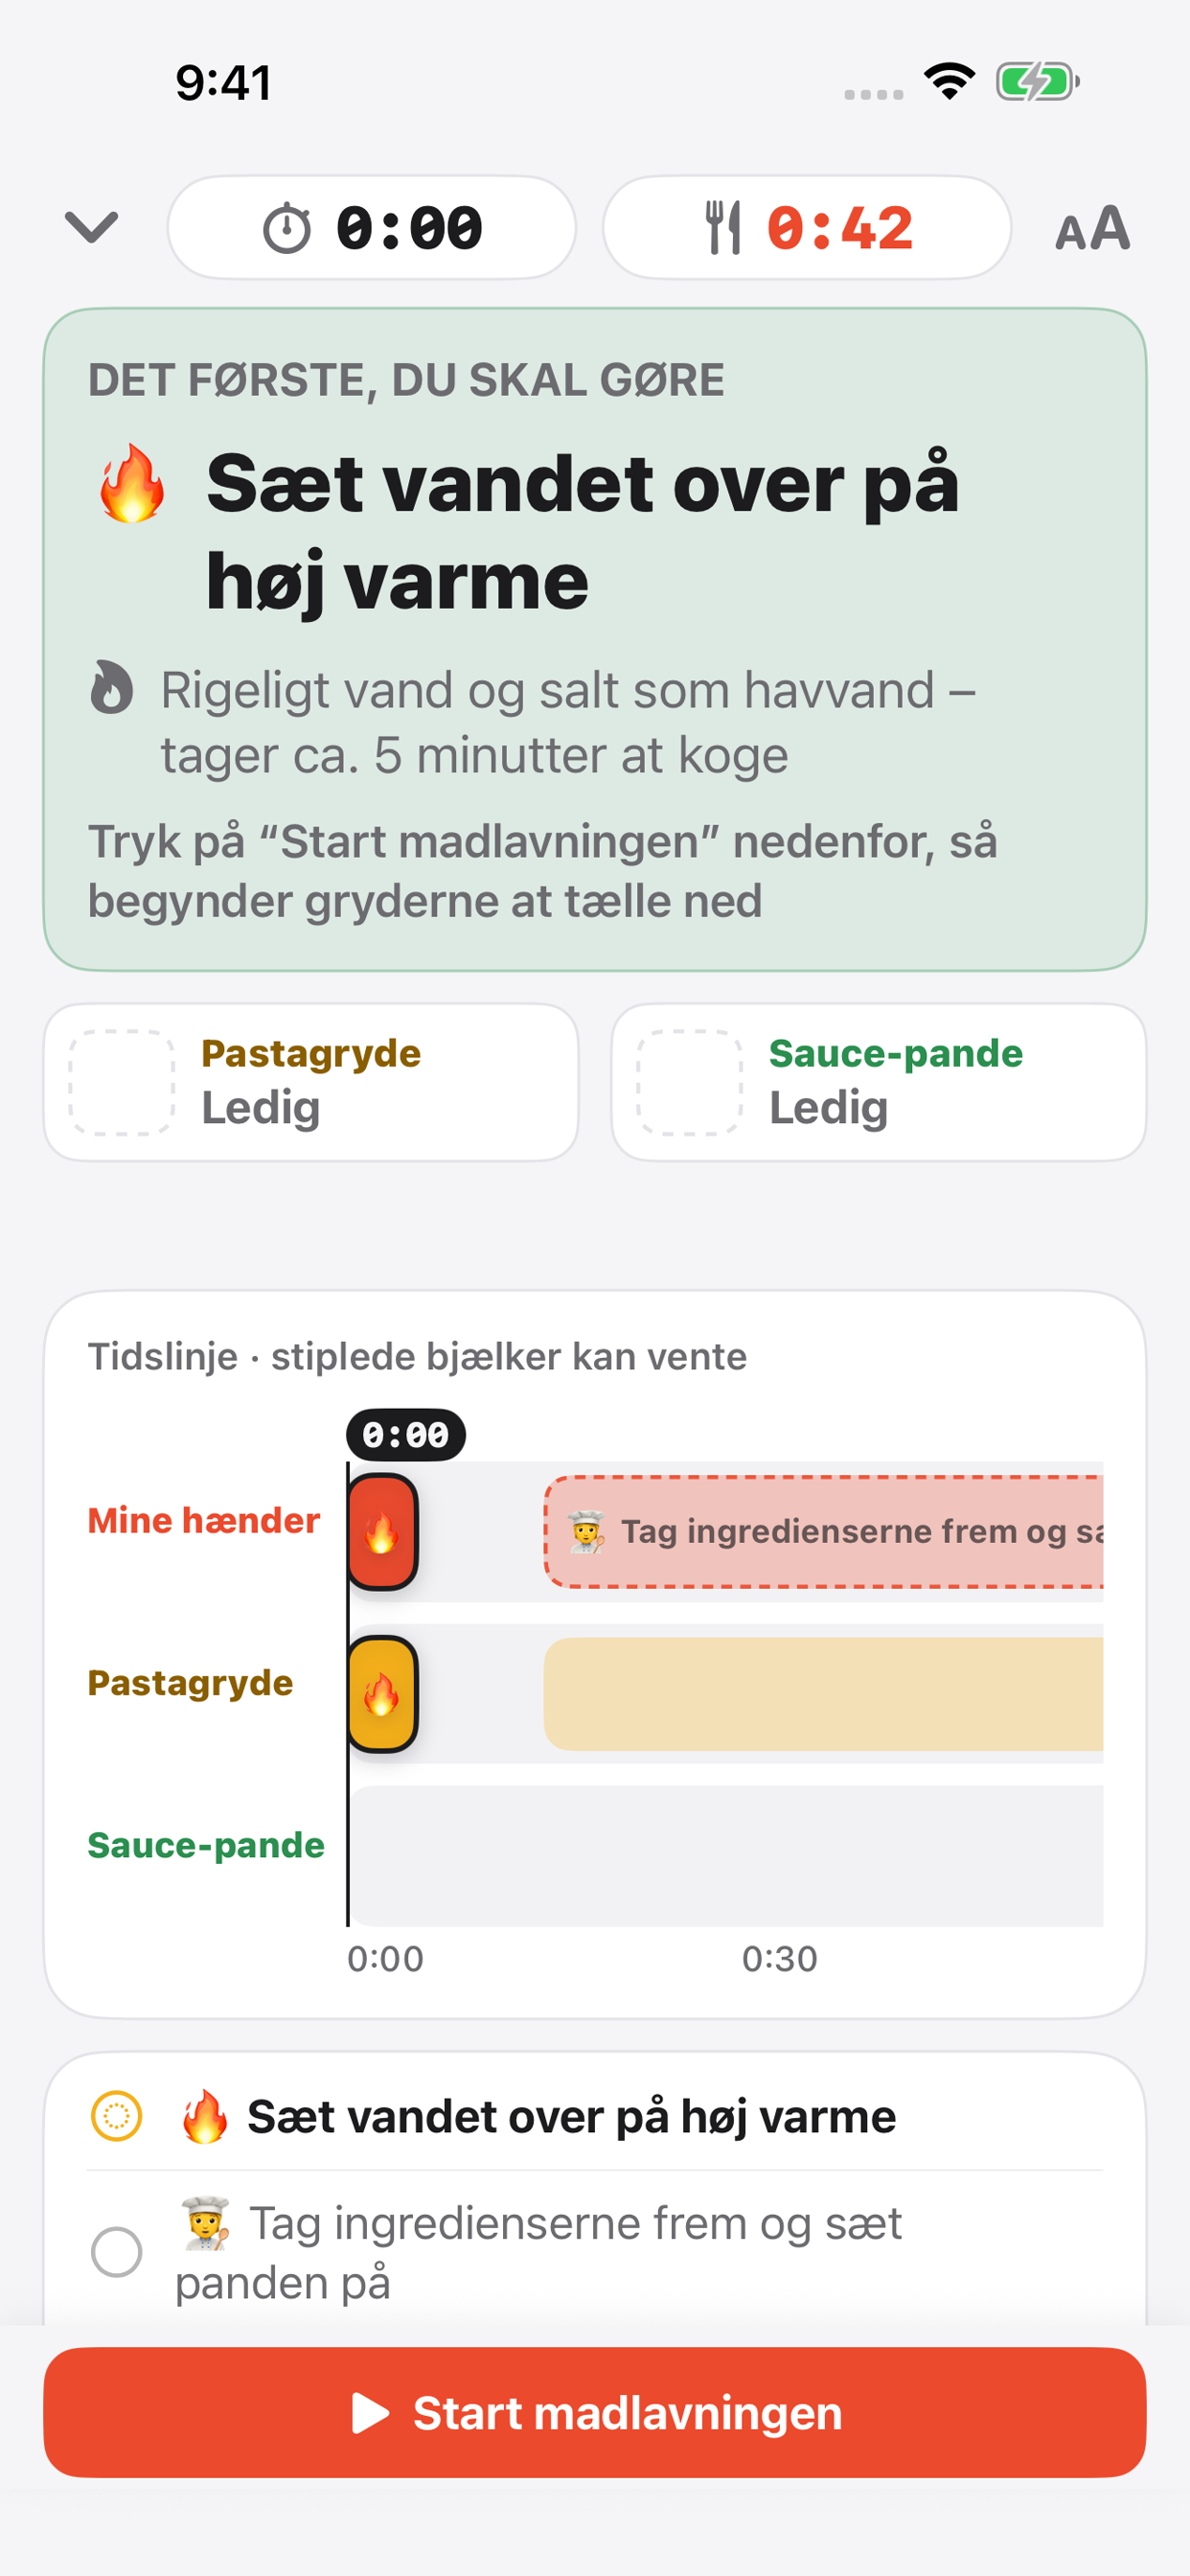 9:41
0:00
0:42
AA
DET FØRSTE, DU SKAL GØRE
Sæt vandet over på
høj varme
Rigeligt vand og salt som havvand –
tager ca. 5 minutter at koge
Tryk på “Start madlavningen” nedenfor, så
begynder gryderne at tælle ned
Pastagryde
Ledig
Sauce-pande
Ledig
Tidslinje · stiplede bjælker kan vente
0:00
Mine hænder
Tag ingredienserne frem og sæ
Pastagryde
Sauce-pande
0:00
0:30
Sæt vandet over på høj varme
Tag ingredienserne frem og sæt
panden på
Start madlavningen